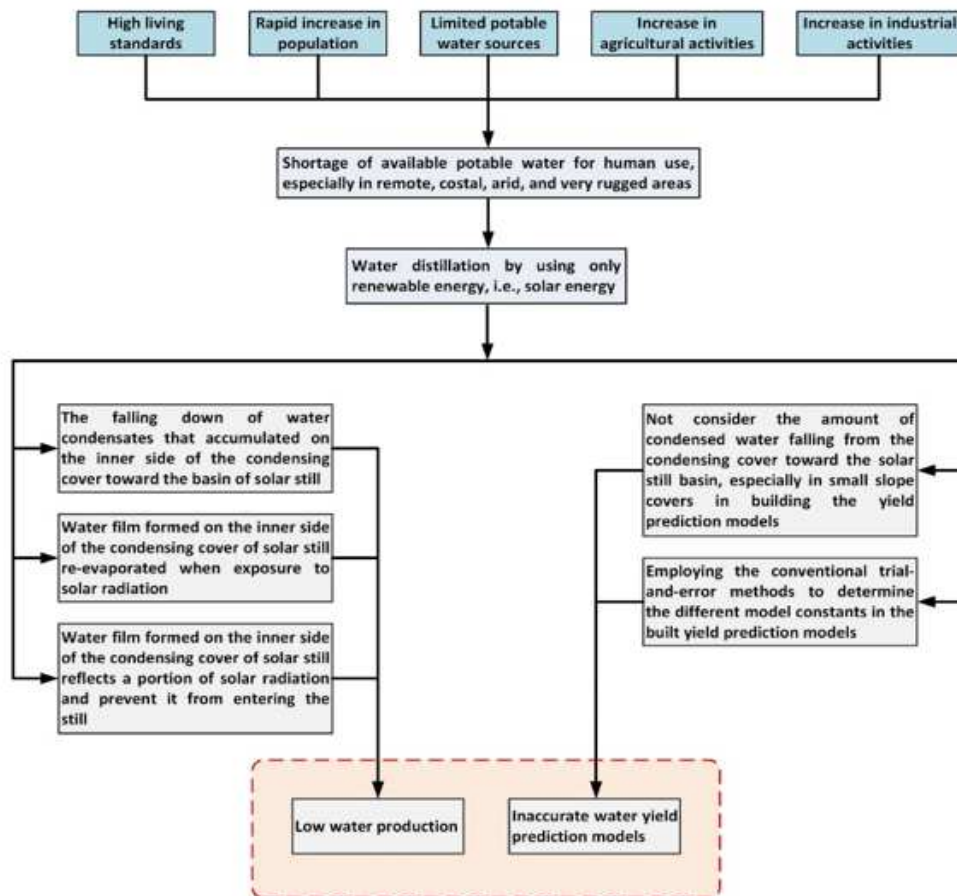 High living
standards
Rapid increase in
population
Limited potable
water sources
Increase in
agricultural activities
Increase in industrial
activities
Shortage of available potable water for human use,
especially in remote, costal, arid, and very rugged areas
Water distillation by using only
renewable energy, i.e., solar energy
The falling down of water
condensates that accumulated on
the inner side of the condensing
cover toward the basin of solar still
Water film formed on the inner side
of the condensing cover of solar still
re-evaporated when exposure to
solar radiation
Water film formed on the inner side
of the condensing cover of solar still
reflects a portion of solar radiation
and prevent it from entering the
still
Not consider the amount of
condensed water falling from the
condensing cover toward the solar
still basin, especially in small slope
covers in building the yield
prediction models
Employing the conventional trial-
and-error methods to determine
the different model constants in the
built yield prediction models
Low water production
Inaccurate water yield
prediction models